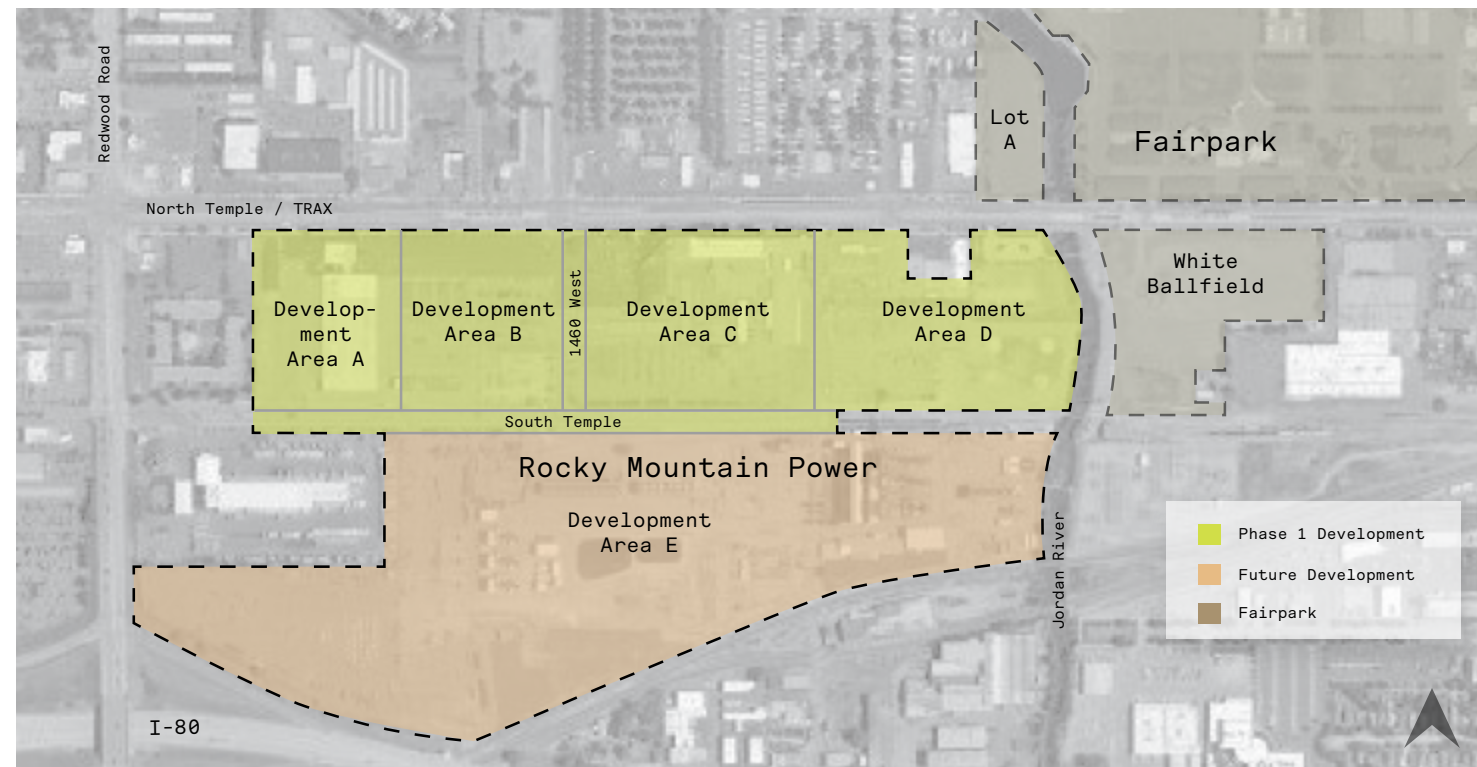 Redwood Road
Lot
A
Fairpark
North Temple / TRAX
White
Ballfield
Develop-
ment
Area A
Development
Area B
1460 West
Development
Area C
Development
Area D
South Temple
Rocky Mountain Power
Development
Area E
Jordan River
Phase 1 Development
Future Development
Fairpark
I-80